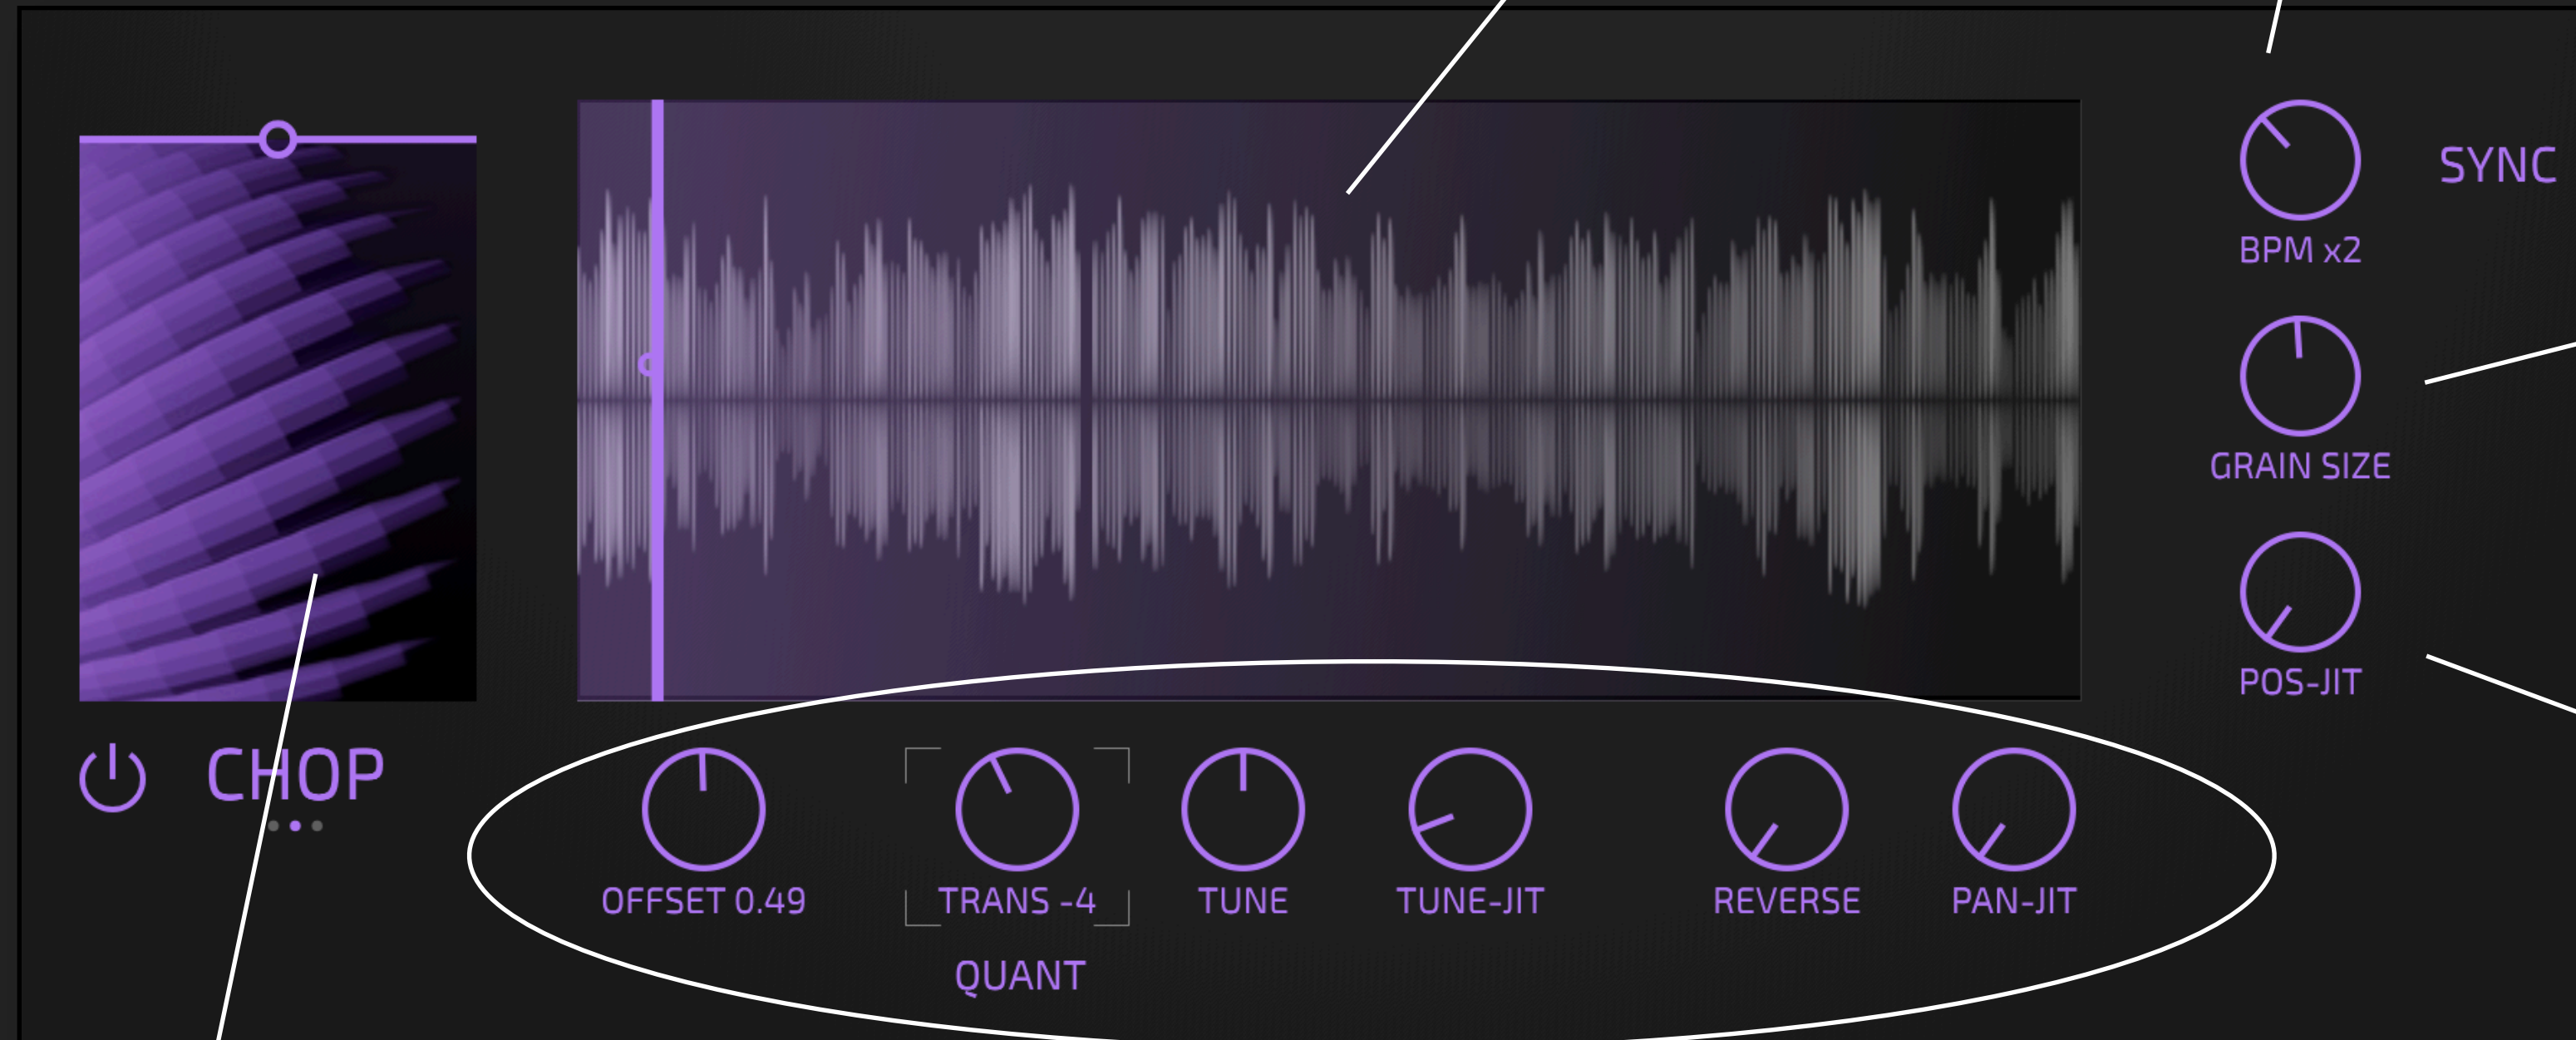 SYNC
BPM x2
GRAIN SIZE
POS-JIT
CHOP
OFFSET 0.49
TRANS -4
TUNE
TUNE-JIT
REVERSE
PAN-JIT
QUANT